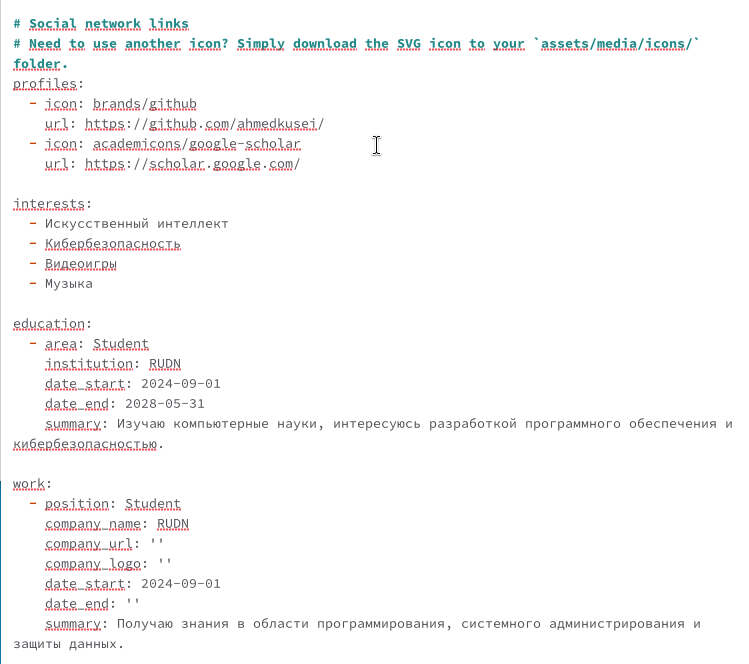 # Social network links
# Need to use another icon? Simply download the SVG icon to your `assets/media/icons/`
folder.
profiles:
  - icon: brands/github
    url: https://github.com/ahmedkusei/
  - icon: academicons/google-scholar
    url: https://scholar.google.com/

interests:
  - Искусственный интеллект
  - Кибербезопасность
  - Видеоигры
  - Музыка

education:
  - area: Student
    institution: RUDN
    date_start: 2024-09-01
    date_end: 2028-05-31
    summary: Изучаю компьютерные науки, интересуюсь разработкой программного обеспечения и
кибербезопасностью.

work:
  - position: Student
    company_name: RUDN
    company_url: ''
    company_logo: ''
    date_start: 2024-09-01
    date_end: ''
    summary: Получаю знания в области программирования, системного администрирования и
защиты данных.